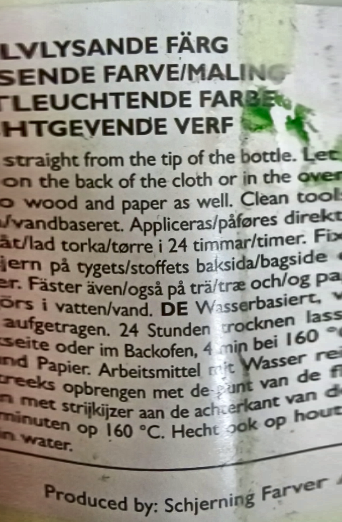 LVLYSANDE FÄRG
SENDE FARVE/MALING
TLEUCHTENDE FARBE
HTGEVENDE VERF
straight from the tip of the bottle. Let
on the back of the cloth or in the oven
o wood and paper as well. Clean tool
/vandbaseret. Appliceras/påføres direkt
åt/lad torka/tørre i 24 timmar/timer. Fix
jern på tygets/stoffets baksida/bagside
er. Fäster även/også på trä/træ och/og pa
örs i vatten/vand. DE Wasserbasiert, v
aufgetragen. 24 Stunden trocknen lass
seite oder im Backofen, 4 min bei 160 °
nd Papier. Arbeitsmittel mit Wasser rei
treeks opbrengen met de punt van de fl
n met strijkijzer aan de achterkant van d
minuten op 160 °C. Hecht ook op hout
n water.
Produced by: Schjerning Farver